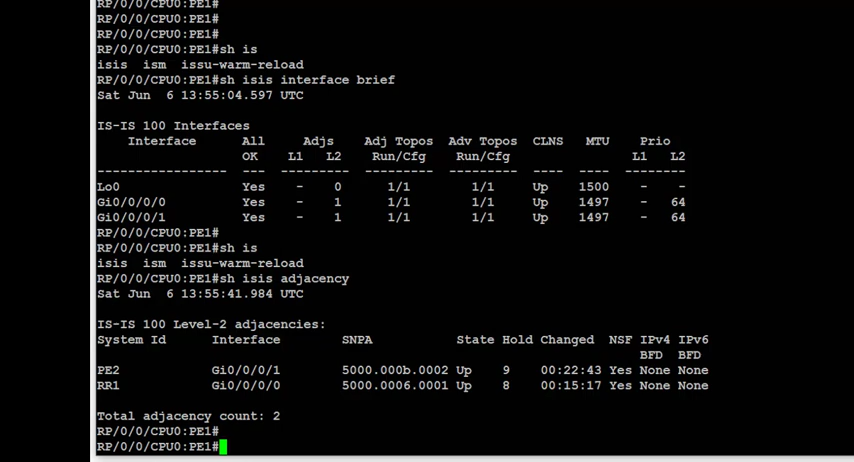 RP/0/0/CPU0:PE1#
RP/0/0/CPU0:PE1#
RP/0/0/CPU0:PE1#
RP/0/0/CPU0:PE1#sh is
isis  ism  issu-warm-reload
RP/0/0/CPU0:PE1#sh isis interface brief
Sat Jun  6 13:55:04.597 UTC
IS-IS 100 Interfaces
    Interface      All     Adjs    Adj Topos  Adv Topos  CLNS   MTU    Prio
                   OK    L1   L2    Run/Cfg    Run/Cfg                L1   L2
-----------------  ---  ---------  ---------  ---------  ----  ----  --------
Lo0                Yes    -    0      1/1        1/1     Up    1500    -    -
Gi0/0/0/0          Yes    -    1      1/1        1/1     Up    1497    -   64
Gi0/0/0/1          Yes    -    1      1/1        1/1     Up    1497    -   64
RP/0/0/CPU0:PE1#
RP/0/0/CPU0:PE1#sh is
isis  ism  issu-warm-reload
RP/0/0/CPU0:PE1#sh isis adjacency
Sat Jun  6 13:55:41.984 UTC
IS-IS 100 Level-2 adjacencies:
System Id      Interface        SNPA           State Hold Changed  NSF IPv4 IPv6
                                                                       BFD  BFD
PE2            Gi0/0/0/1        5000.000b.0002 Up    9    00:22:43 Yes None None
RR1            Gi0/0/0/0        5000.0006.0001 Up    8    00:15:17 Yes None None
Total adjacency count: 2
RP/0/0/CPU0:PE1#
RP/0/0/CPU0:PE1#